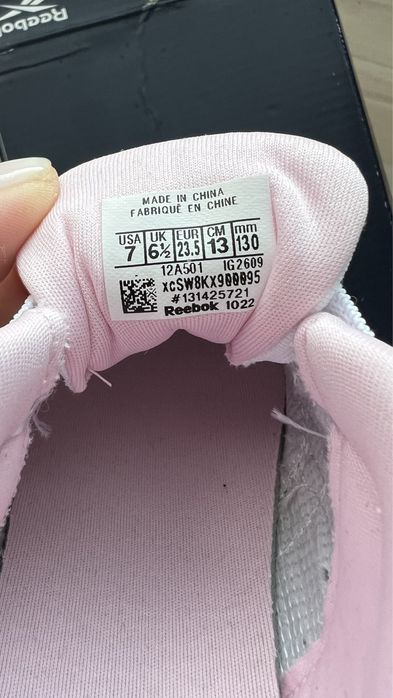 Reebok
MADE IN CHINA
FABRIQUÉ EN CHINE
USA UK EUR CM mm
7 6½ 23.5 13 130
12A501 IG2609
xcSW8KX900095
#131425721
Reebok 1022